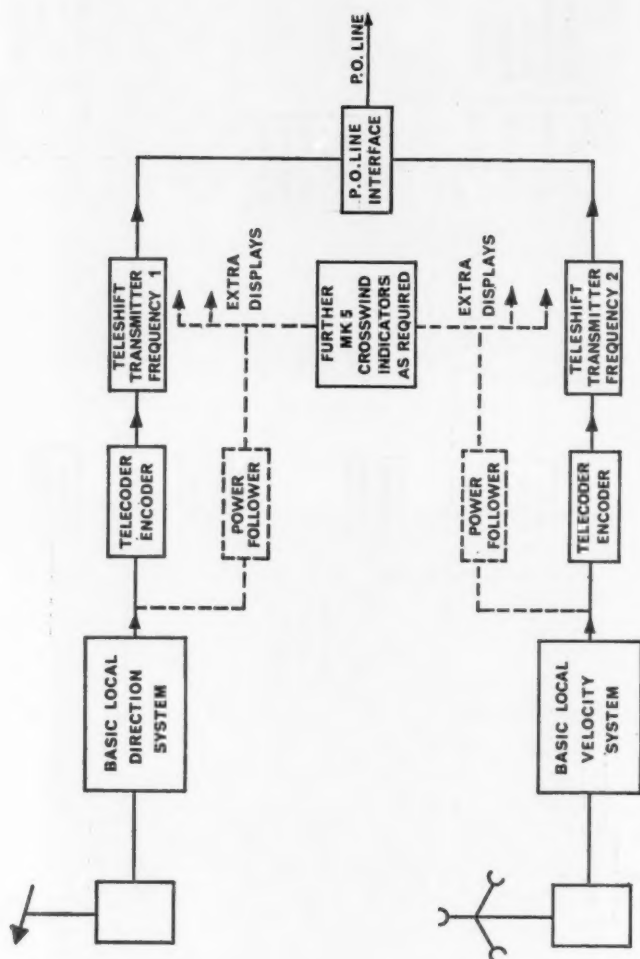 BASIC LOCAL
DIRECTION
SYSTEM
TELECODER
ENCODER
TELESHIFT
TRANSMITTER
FREQUENCY 1
POWER
FOLLOWER
EXTRA
DISPLAYS
FURTHER
MK 5
CROSSWIND
INDICATORS
AS REQUIRED
P.O. LINE
INTERFACE
P.O. LINE
EXTRA
DISPLAYS
POWER
FOLLOWER
BASIC LOCAL
VELOCITY
SYSTEM
TELECODER
ENCODER
TELESHIFT
TRANSMITTER
FREQUENCY 2